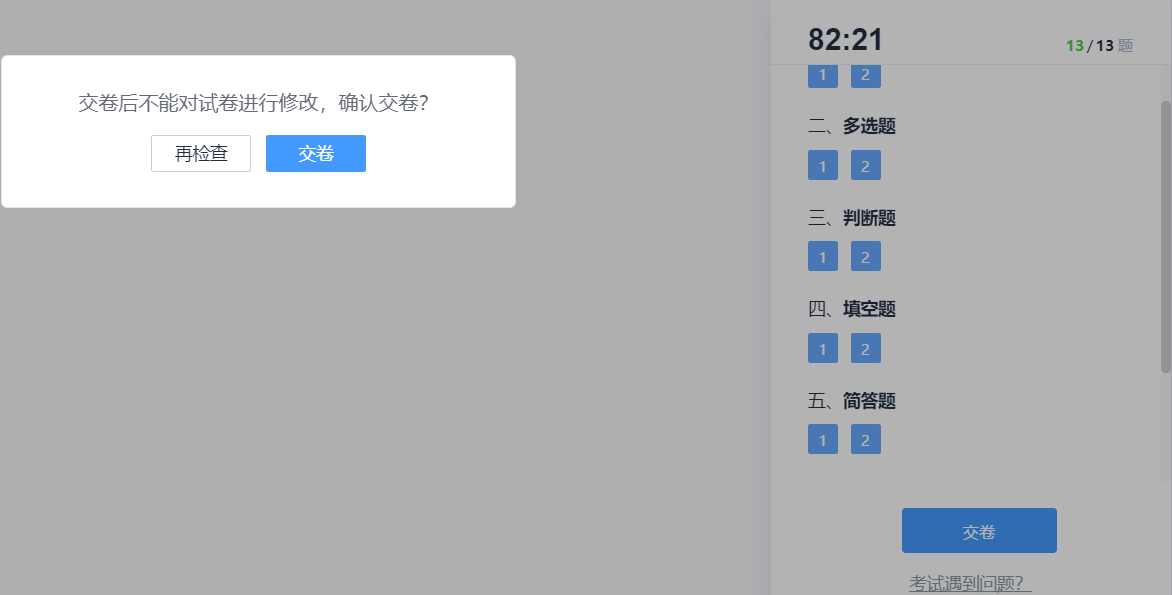 交卷后不能对试卷进行修改，确认交卷?
再检查 交卷
82:21 13 / 13 题
1 2
二、多选题
1 2
三、判断题
1 2
四、填空题
1 2
五、简答题
1 2
交卷
考试遇到问题?